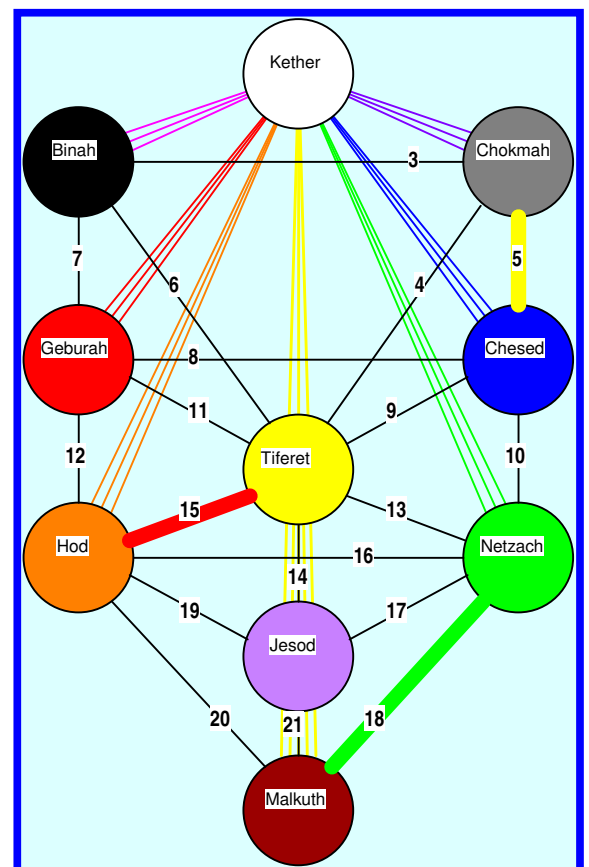 Kether
Binah
Chokmah
3
7
6
4
5
Geburah
8
Chesed
11
9
12
Tiferet
10
15
13
Hod
16
Netzach
14
19
17
Jesod
20
21
18
Malkuth